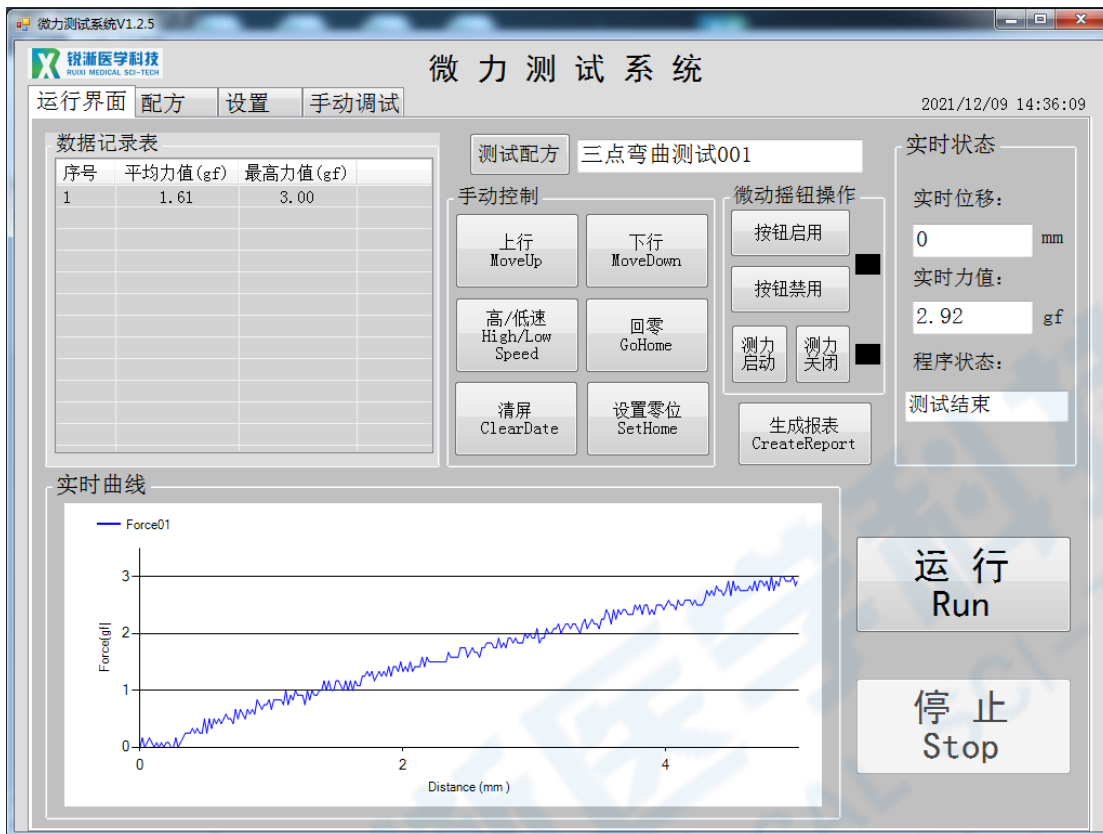 微力测试系统V1.2.5
锐浙医学科技
RUIXI MEDICAL SCI-TECH
微力测试系统
运行界面 配方 设置 手动调试
2021/12/09 14:36:09
数据记录表
序号 平均力值(gf) 最高力值(gf)
1 1.61 3.00
测试配方 三点弯曲测试001
手动控制
上行
MoveUp
下行
MoveDown
高/低速
High/Low
Speed
回零
GoHome
清屏
ClearDate
设置零位
SetHome
微动摇钮操作
按钮启用
按钮禁用
测力
启动
测力
关闭
生成报表
CreateReport
实时状态
实时位移:
0 mm
实时力值:
2.92 gf
程序状态:
测试结束
实时曲线
Force01
Force[gf]
3
2
1
0
0 2 4
Distance (mm )
运 行
Run
停 止
Stop